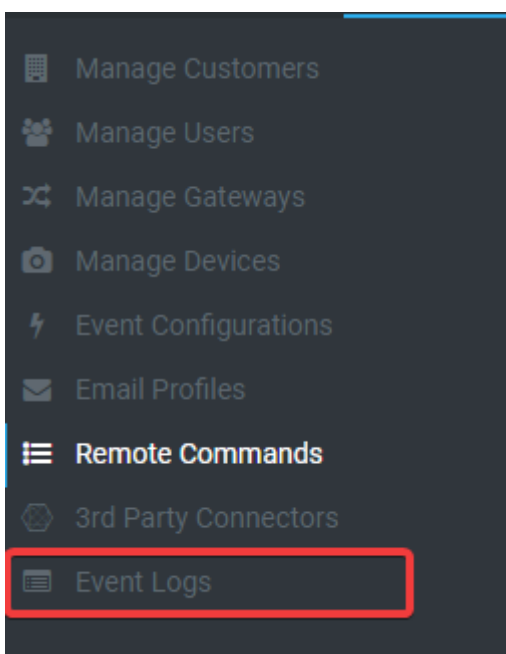 Manage Customers
Manage Users
Manage Gateways
Manage Devices
Event Configurations
Email Profiles
Remote Commands
3rd Party Connectors
Event Logs